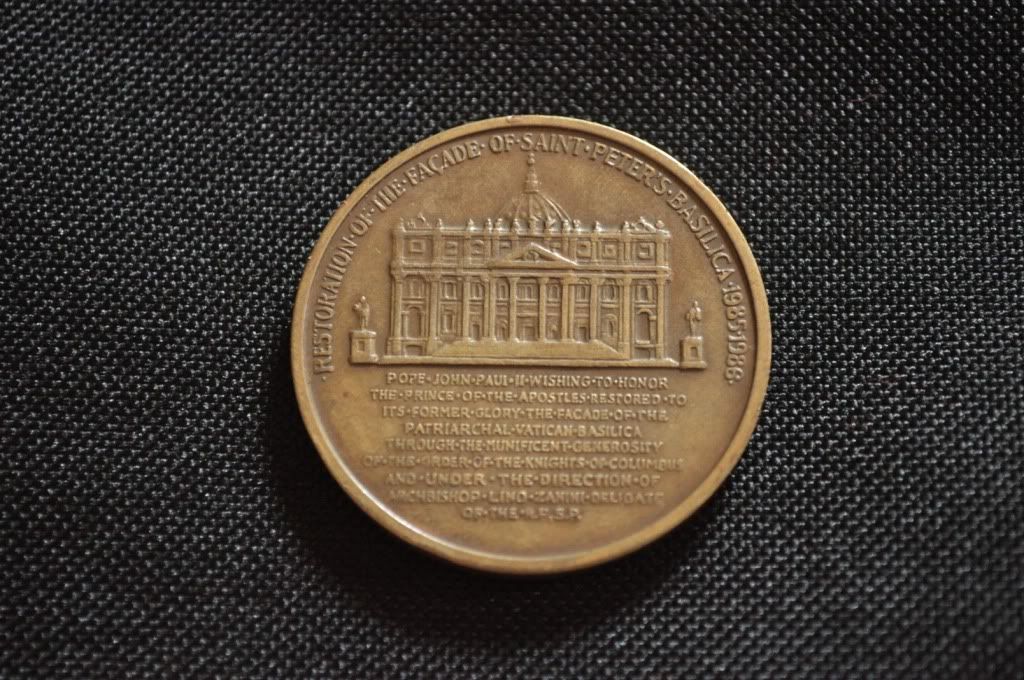 ·RESTORATION·OF·THE·FAÇADE·OF·SAINT·PETER'S·BASILICA·1985·1986·
POPE·JOHN·PAUL·II·WISHING·TO·HONOR
THE·PRINCE·OF·THE·APOSTLES·RESTORED·TO
ITS·FORMER·GLORY·THE·FACADE·OF·THE
PATRIARCHAL·VATICAN·BASILICA
THROUGH·THE·MUNIFICENT·GENEROSITY
OF·THE·ORDER·OF·THE·KNIGHTS·OF·COLUMBUS
AND·UNDER·THE·DIRECTION·OF
ARCHBISHOP·LINO·ZANINI·DELEGATE
OF·THE